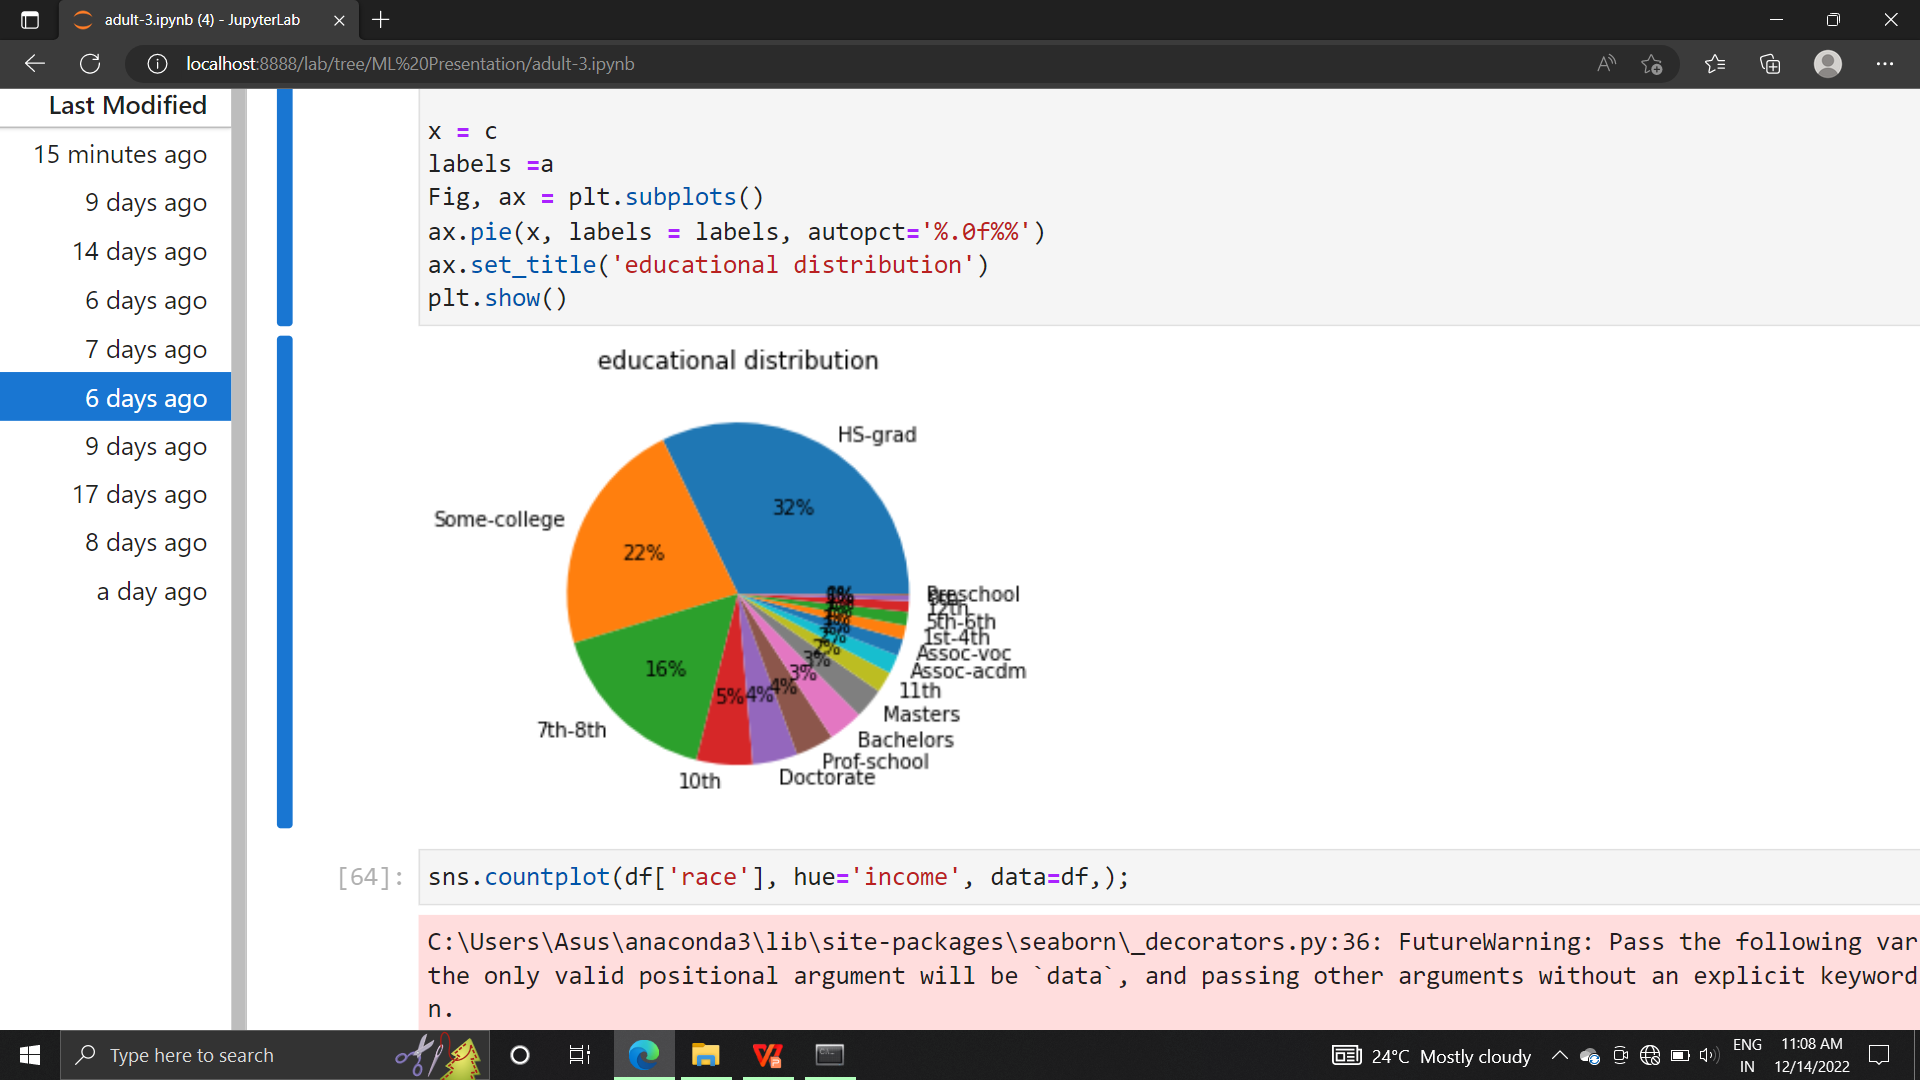 adult-3.ipynb (4) - JupyterLab
localhost:8888/lab/tree/ML%20Presentation/adult-3.ipynb
Last Modified
15 minutes ago
9 days ago
14 days ago
6 days ago
7 days ago
6 days ago
9 days ago
17 days ago
8 days ago
a day ago
x = c
labels =a
Fig, ax = plt.subplots()
ax.pie(x, labels = labels, autopct='%.0f%%')
ax.set_title('educational distribution')
plt.show()
educational distribution
HS-grad
32%
Some-college
22%
Preschool
12th
5th-6th
1st-4th
2%
Assoc-voc
2%
Assoc-acdm
3%
11th
16%
3%
Masters
4%
4%
5%
7th-8th
Bachelors
Prof-school
Doctorate
10th
[64]:
sns.countplot(df['race'], hue='income', data=df,);
C:\Users\Asus\anaconda3\lib\site-packages\seaborn\_decorators.py:36: FutureWarning: Pass the following var
the only valid positional argument will be `data`, and passing other arguments without an explicit keyword
n.
Type here to search
24°C Mostly cloudy
ENG
IN
11:08 AM
12/14/2022